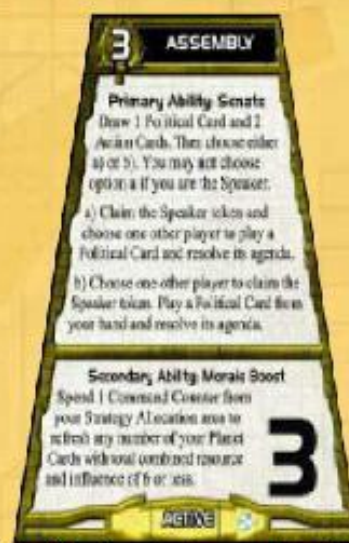 3 ASSEMBLY
Primary Ability: Senate
Draw 1 Political Card and 2
Action Cards. Then choose either
a) or b). You may not choose
option a if you are the Speaker.
a) Claim the Speaker token and
choose one other player to play a
Political Card and resolve its agenda.
b) Choose one other player to claim the
Speaker token. Play a Political Card from
your hand and resolve its agenda.
Secondary Ability: Morale Boost
Spend 1 Command Counter from
your Strategy Allocation area to
refresh any number of your Planet
Cards with total combined resource
and influence of 6 or less.
3
ACTIVE